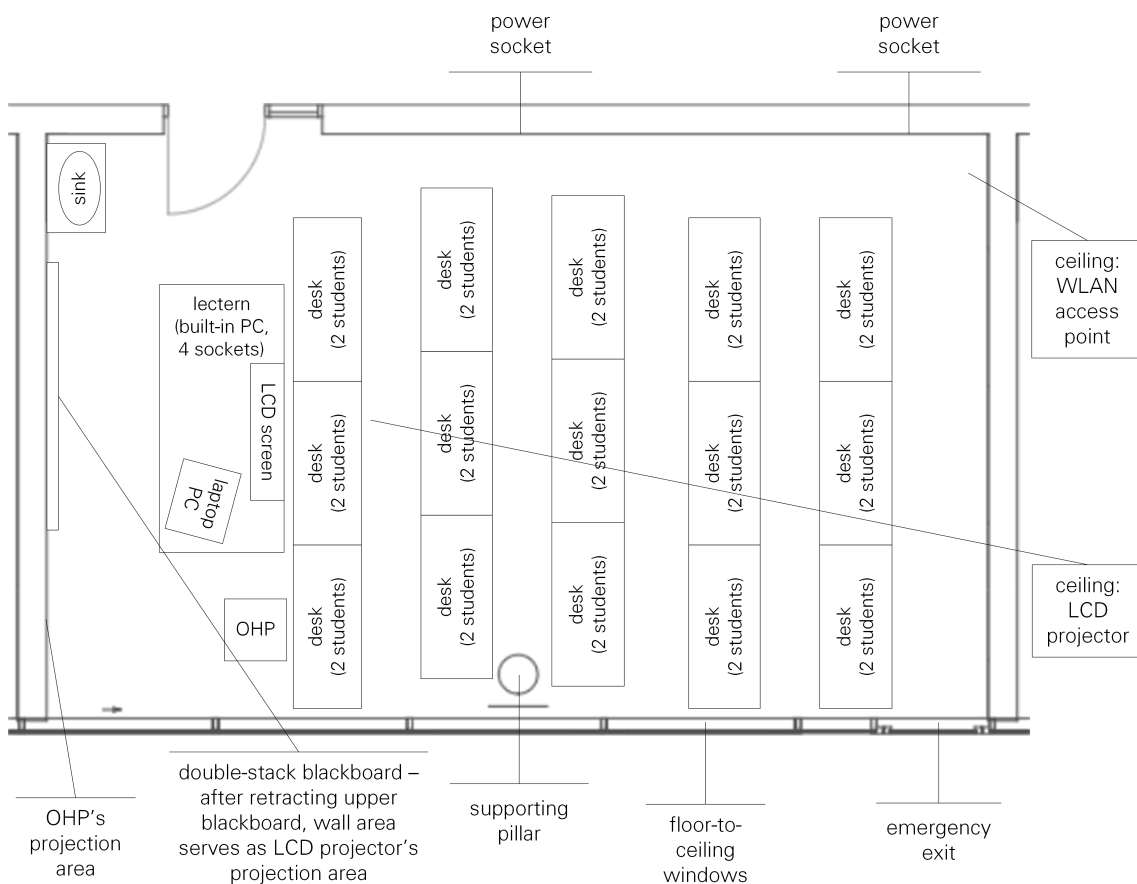 power
socket
power
socket
sink
lectern
(built-in PC,
4 sockets)
LCD screen
laptop
PC
OHP
desk
(2 students)
desk
(2 students)
desk
(2 students)
desk
(2 students)
desk
(2 students)
desk
(2 students)
desk
(2 students)
desk
(2 students)
desk
(2 students)
desk
(2 students)
desk
(2 students)
desk
(2 students)
desk
(2 students)
desk
(2 students)
desk
(2 students)
ceiling:
WLAN
access
point
ceiling:
LCD
projector
OHP's
projection
area
double-stack blackboard –
after retracting upper
blackboard, wall area
serves as LCD projector's
projection area
supporting
pillar
floor-to-
ceiling
windows
emergency
exit